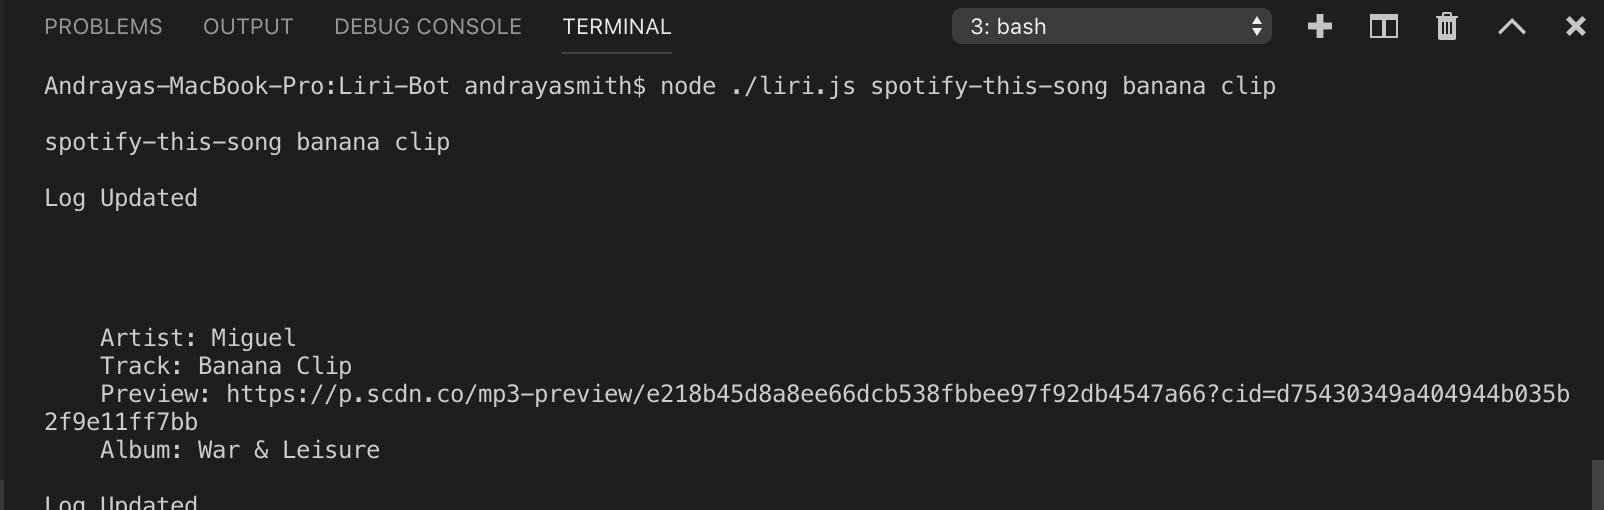 PROBLEMS OUTPUT DEBUG CONSOLE TERMINAL 3: bash
Andrayas-MacBook-Pro:Liri-Bot andrayasmith$ node ./liri.js spotify-this-song banana clip
spotify-this-song banana clip
Log Updated
Artist: Miguel
Track: Banana Clip
Preview: https://p.scdn.co/mp3-preview/e218b45d8a8ee66dcb538fbbee97f92db4547a66?cid=d75430349a404944b035b
2f9e11ff7bb
Album: War & Leisure
Log Updated